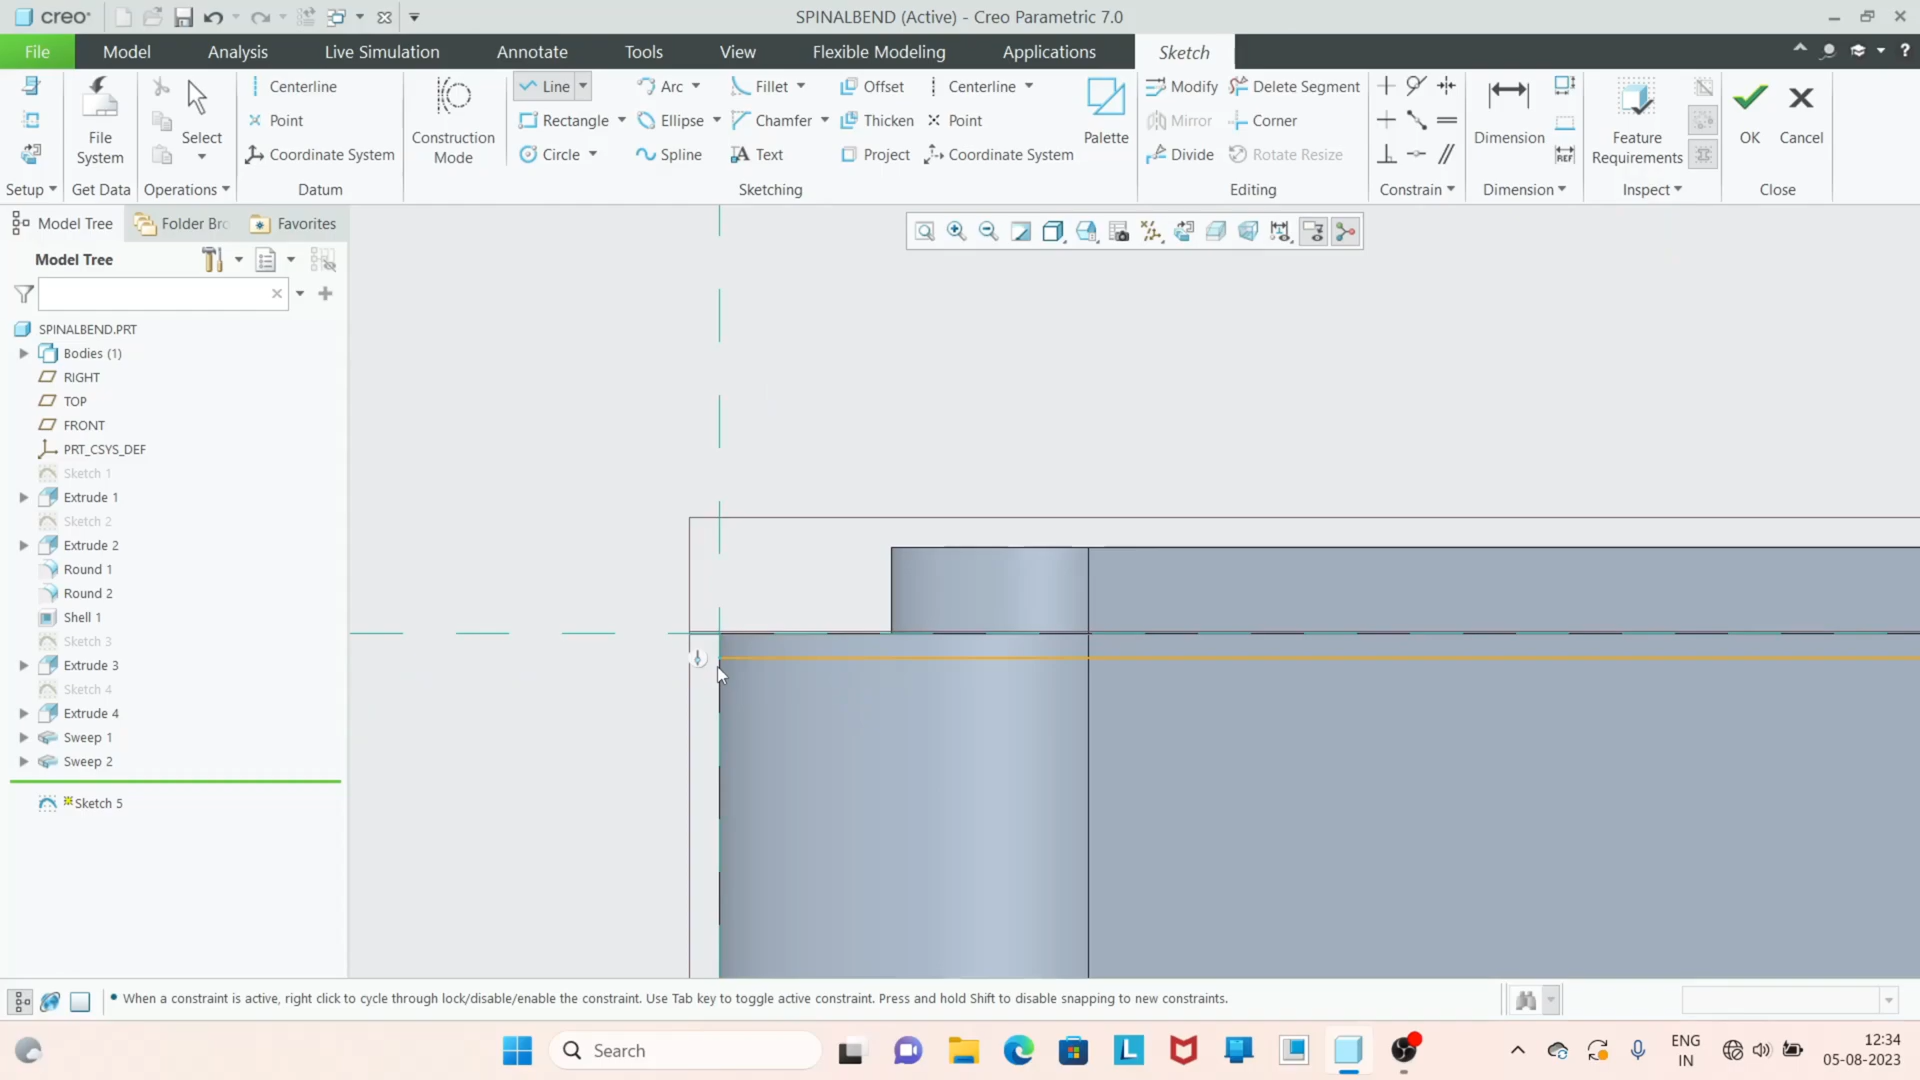 creo
SPINALBEND (Active) - Creo Parametric 7.0
File
Model
Analysis
Live Simulation
Annotate
Tools
View
Flexible Modeling
Applications
Sketch
File System
Select
Centerline
Point
Coordinate System
Construction Mode
Line
Rectangle
Circle
Arc
Ellipse
Spline
Fillet
Chamfer
Text
Offset
Thicken
Project
Centerline
Point
Coordinate System
Palette
Modify
Mirror
Divide
Delete Segment
Corner
Rotate Resize
Dimension
REF
Feature Requirements
OK
Cancel
Setup
Get Data
Operations
Datum
Sketching
Editing
Constrain
Dimension
Inspect
Close
Model Tree
Folder Bro
Favorites
Model Tree
SPINALBEND.PRT
Bodies (1)
RIGHT
TOP
FRONT
PRT_CSYS_DEF
Sketch 1
Extrude 1
Sketch 2
Extrude 2
Round 1
Round 2
Shell 1
Sketch 3
Extrude 3
Sketch 4
Extrude 4
Sweep 1
Sweep 2
Sketch 5
When a constraint is active, right click to cycle through lock/disable/enable the constraint. Use Tab key to toggle active constraint. Press and hold Shift to disable snapping to new constraints.
Search
L
ENG
IN
12:34
05-08-2023